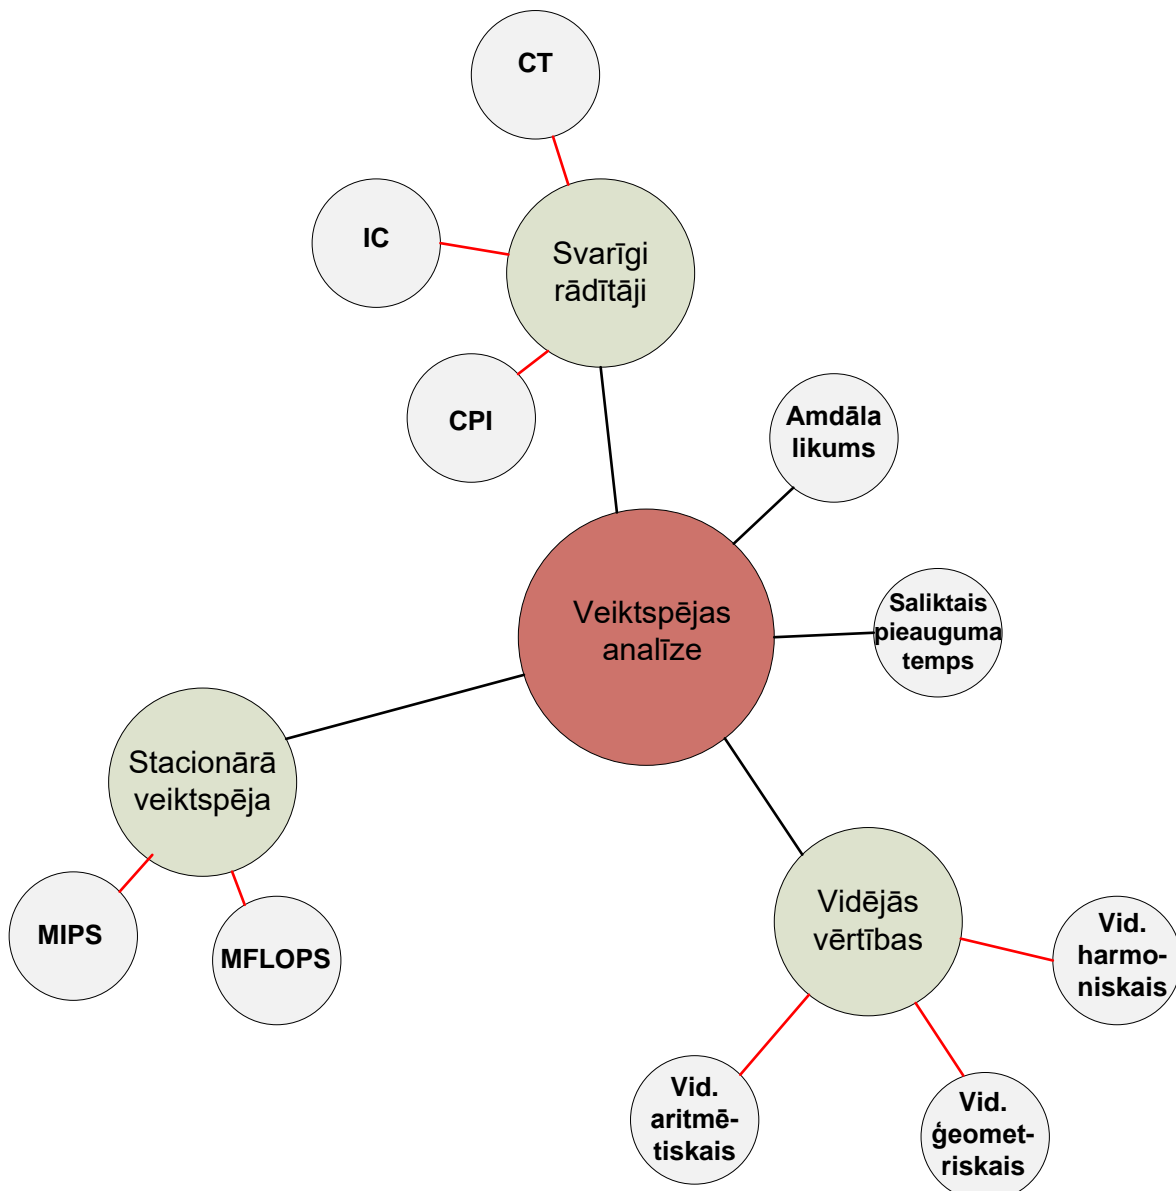 CT
IC
Svarīgi
rādītāji
CPI
Amdāla
likums
Veiktspējas
analīze
Saliktais
pieauguma
temps
Stacionārā
veiktspēja
MIPS
MFLOPS
Vidējās
vērtības
Vid.
harmo-
niskais
Vid.
aritmē-
tiskais
Vid.
ģeomet-
riskais